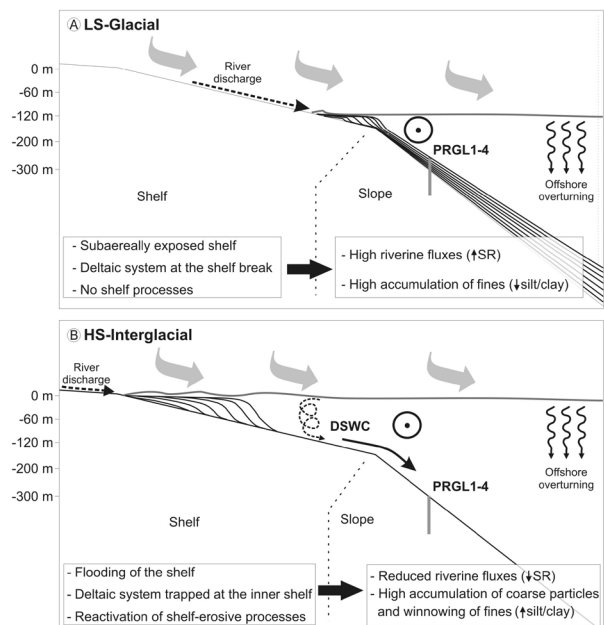 Ⓐ LS-Glacial
River
discharge
0 m
-60 m
-120 m
-200 m
-300 m
PRGL1-4
Offshore
overturning
Shelf
Slope
- Subaereally exposed shelf
- Deltaic system at the shelf break
- No shelf processes
- High riverine fluxes (↑SR)
- High accumulation of fines (↓silt/clay)
Ⓑ HS-Interglacial
River
discharge
0 m
-60 m
-120 m
-200 m
-300 m
DSWC
PRGL1-4
Offshore
overturning
Shelf
Slope
- Flooding of the shelf
- Deltaic system trapped at the inner shelf
- Reactivation of shelf-erosive processes
- Reduced riverine fluxes (↓SR)
- High accumulation of coarse particles
and winnowing of fines (↑silt/clay)